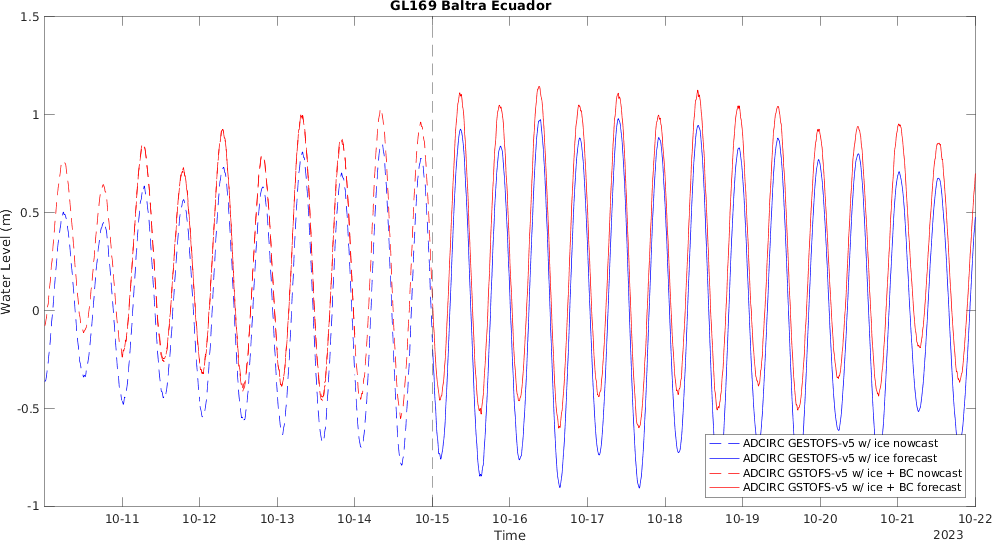 GL169 Baltra Ecuador
1.5
1
0.5
0
-0.5
-1
Water Level (m)
ADCIRC GESTOFS-v5 w/ ice nowcast
ADCIRC GESTOFS-v5 w/ ice forecast
ADCIRC GSTOFS-v5 w/ ice + BC nowcast
ADCIRC GSTOFS-v5 w/ ice + BC forecast
10-11 10-12 10-13 10-14 10-15 10-16 10-17 10-18 10-19 10-20 10-21 10-22
Time
2023